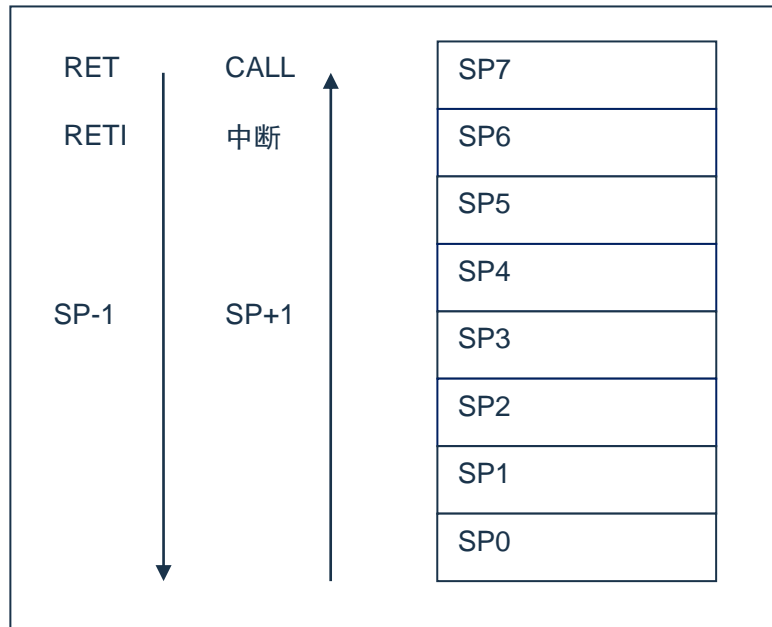 RET CALL SP7
RETI 中断 SP6
SP5
SP4
SP-1 SP+1 SP3
SP2
SP1
SP0